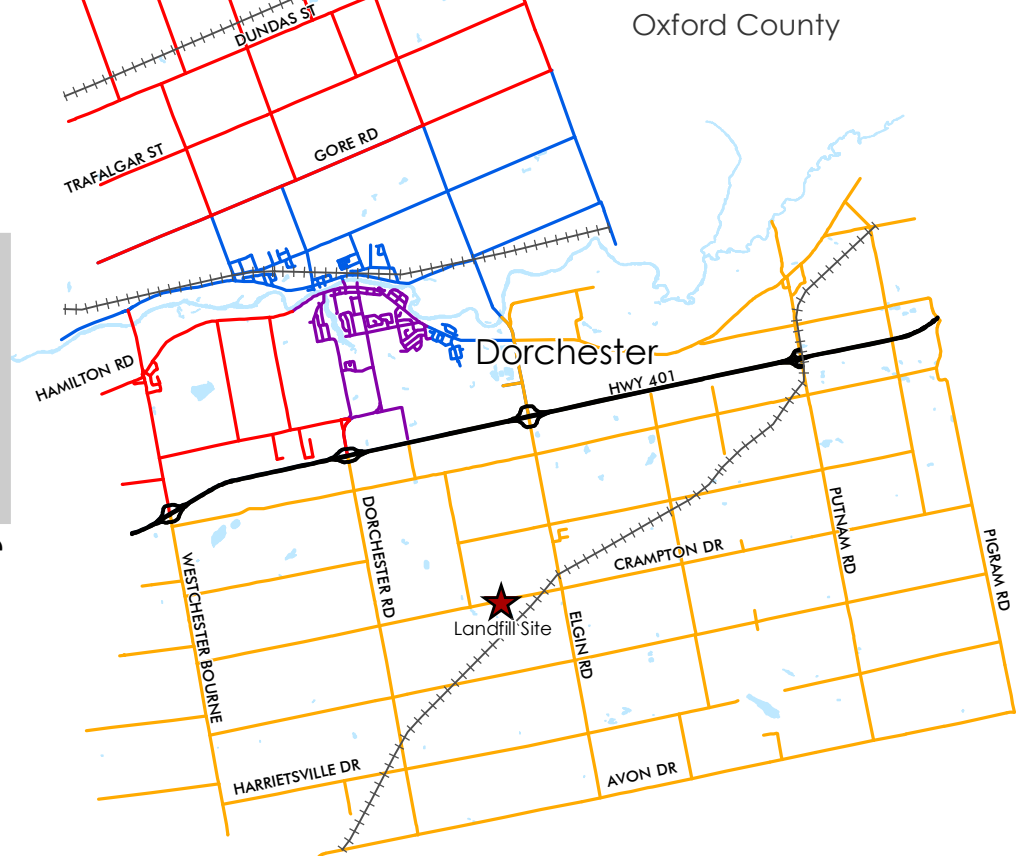 Oxford County
DUNDAS ST
TRAFALGAR ST
GORE RD
HAMILTON RD
Dorchester
HWY 401
WESTCHESTER BOURNE
DORCHESTER RD
CRAMPTON DR
PUTNAM RD
PIGRAM RD
Landfill Site
ELGIN RD
HARRIETSVILLE DR
AVON DR